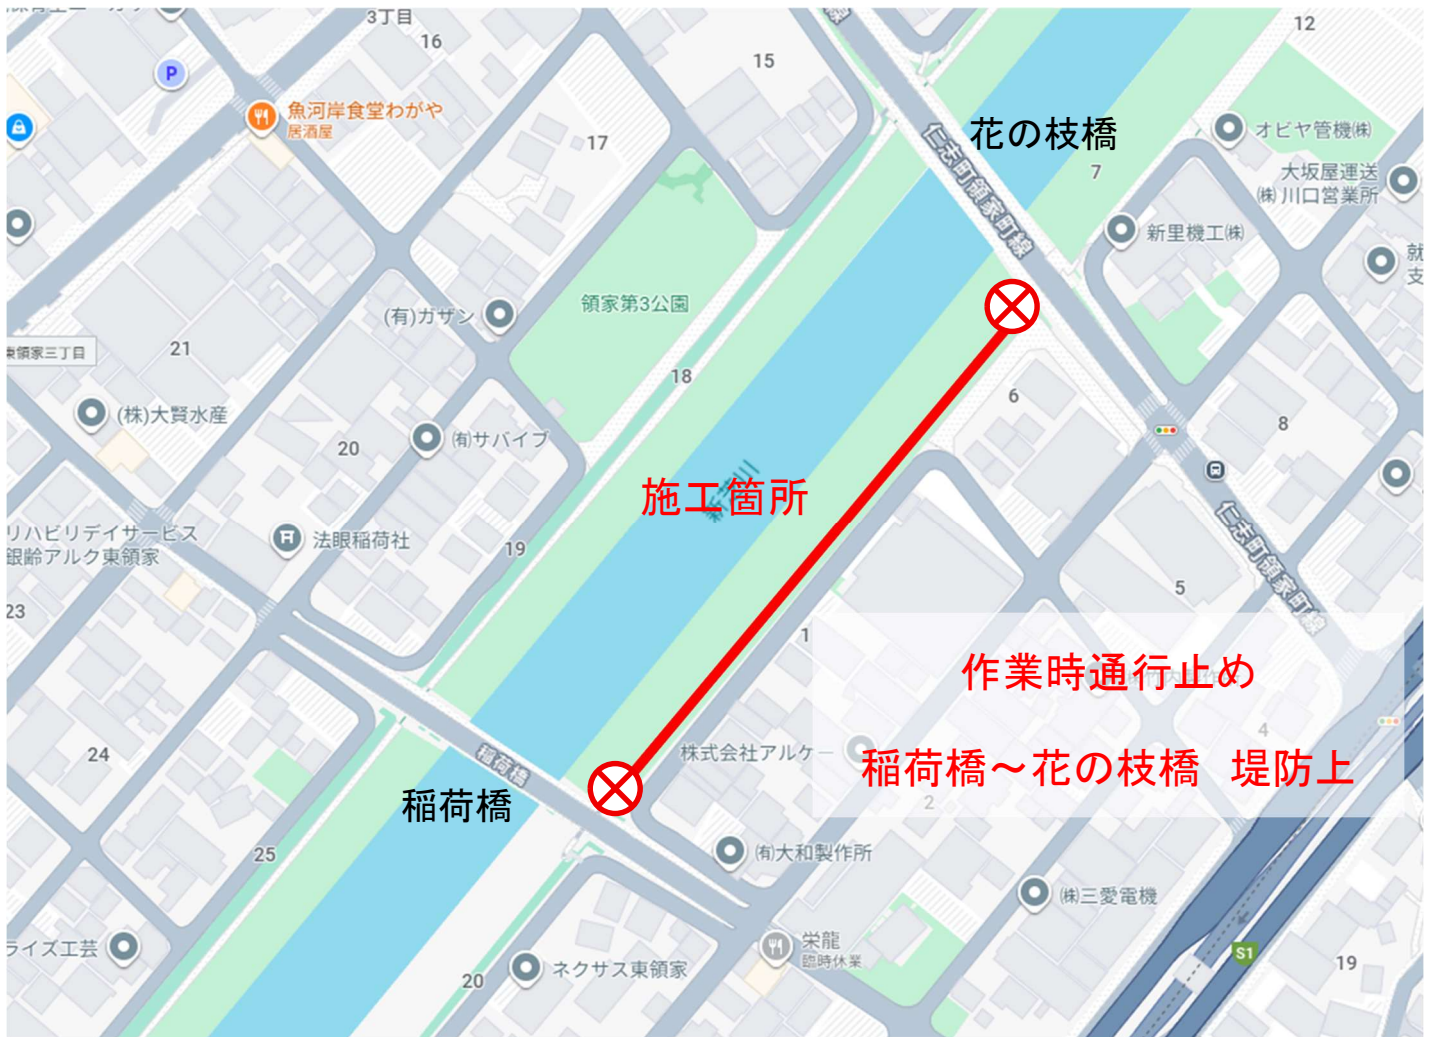 3丁目
16
15
12
P
魚河岸食堂わがや
居酒屋
17
花の枝橋
仁志町領家町線
オビヤ管機㈱
大坂屋運送
㈱川口営業所
7
新里機工㈱
就
支
領家第3公園
(有)ガザン
東領家三丁目
21
18
(株)大賢水産
20
㈲サバイブ
6
8
施工箇所
新芝川
リハビリデイサービス
銀齢アルク東領家
法眼稲荷社
19
仁志町領家町線
5
23
1
作業時通行止め
稲荷橋～花の枝橋 堤防上
4
24
稲荷橋
株式会社アルケー
稲荷橋
2
25
㈲大和製作所
㈱三愛電機
ライズ工芸
栄龍
臨時休業
S1
20
ネクサス東領家
19